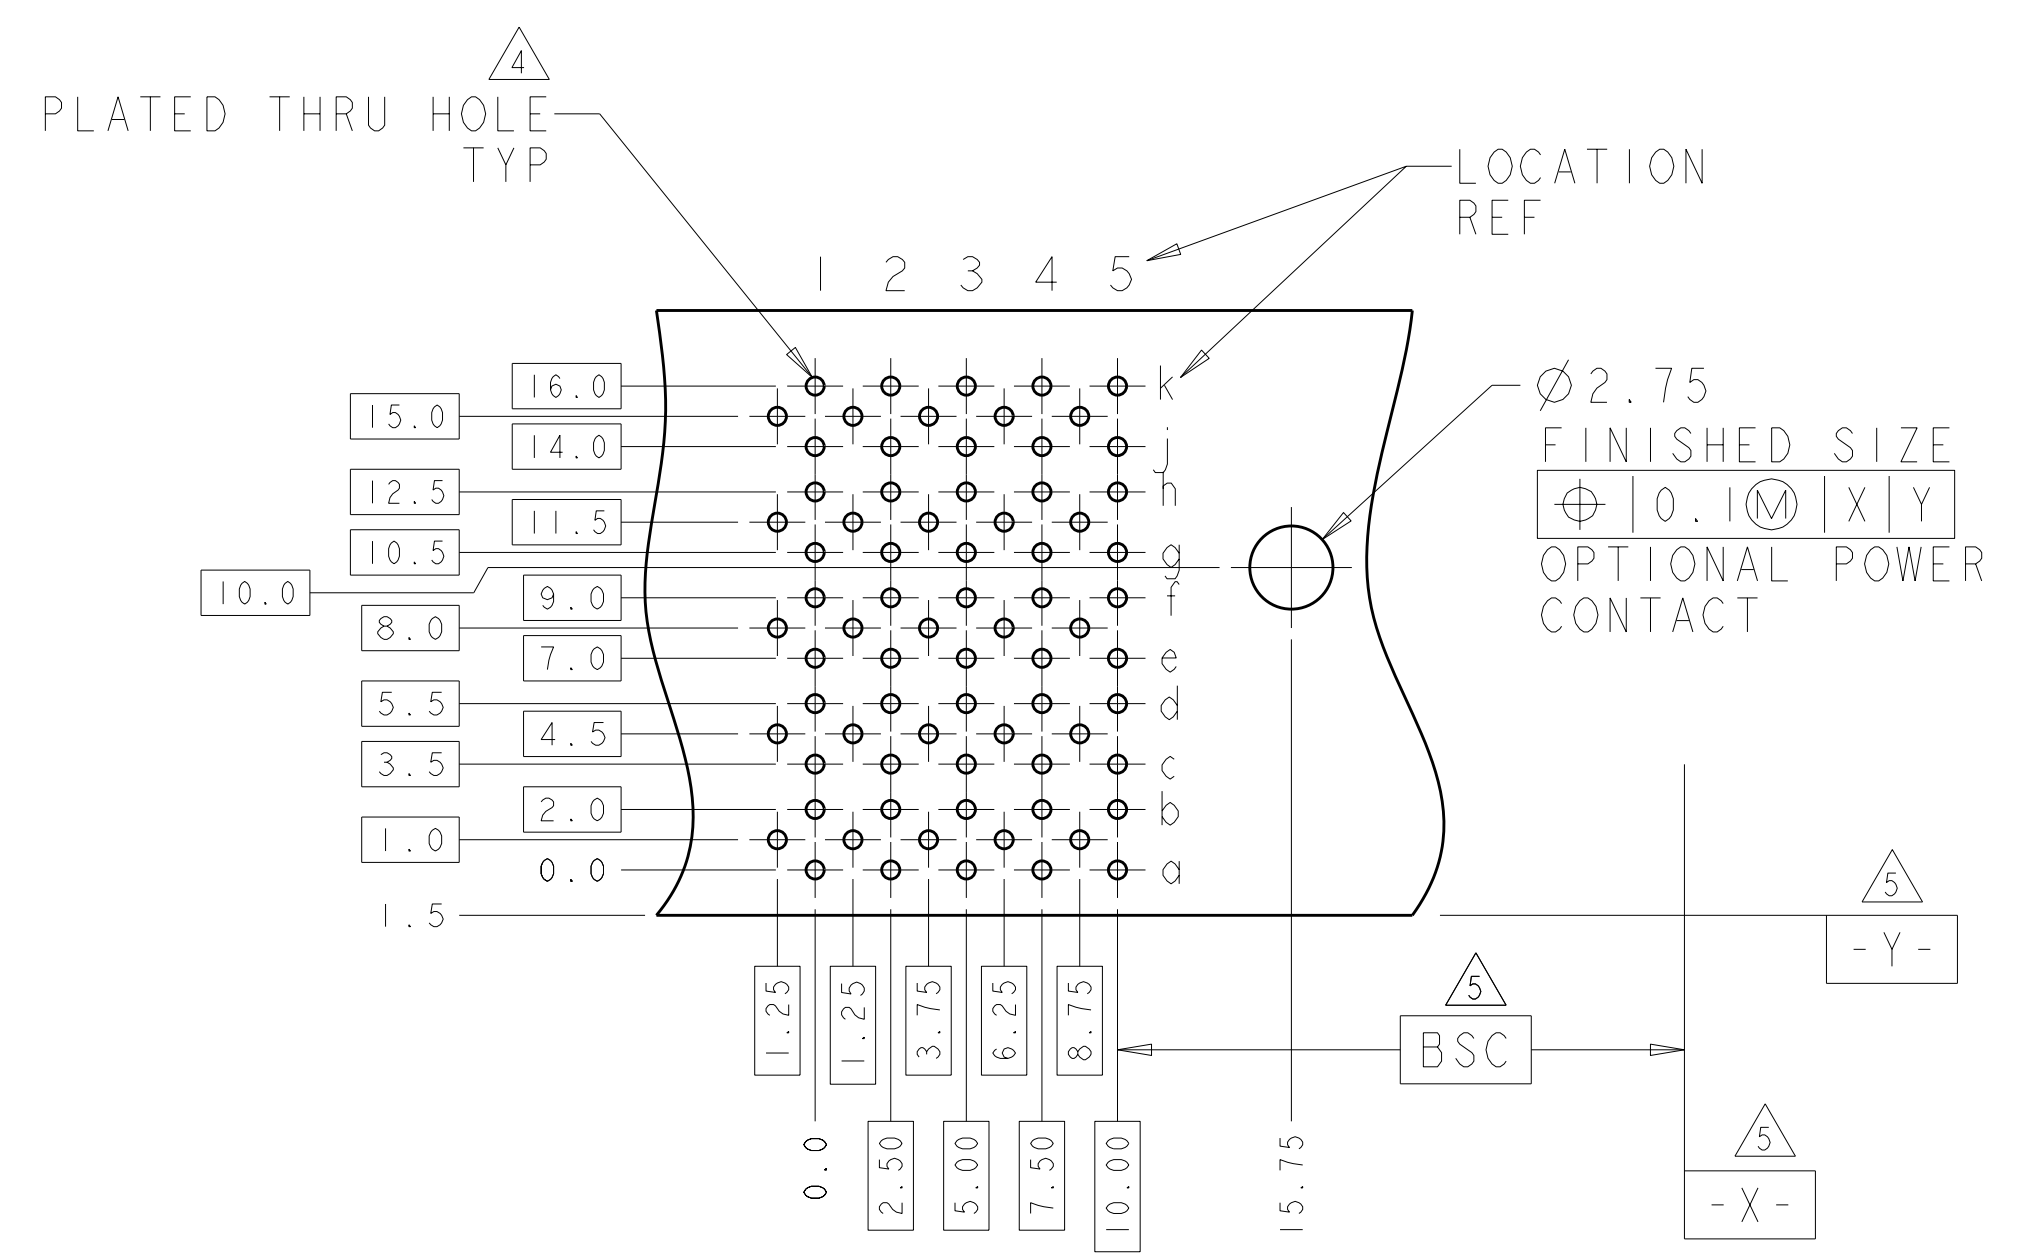 4
PLATED THRU HOLE
TYP
LOCATION
REF
1 2 3 4 5
16.0
k
15.0
14.0
j
12.5
h
11.5
10.5
g
10.0
9.0
f
8.0
7.0
e
5.5
d
4.5
3.5
c
2.0
b
1.0
0.0
a
1.5
Ø2.75
FINISHED SIZE
⌖ 0.1Ⓜ X Y
OPTIONAL POWER
CONTACT
5
-Y-
1.25 1.25 3.75 6.25 8.75
5
BSC
0.0 2.50 5.00 7.50 10.00 15.75
5
-X-